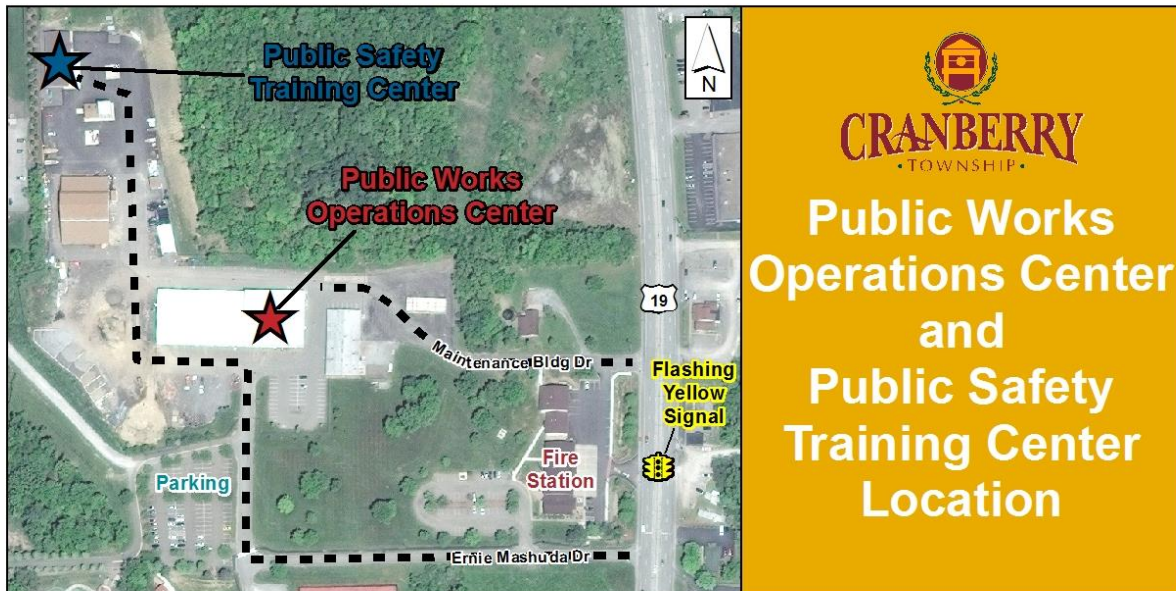 Public Safety
Training Center
N
Public Works
Operations Center
19
Maintenance Bldg Dr
Flashing
Yellow
Signal
Fire
Station
Parking
Ernie Mashuda Dr
CRANBERRY
·TOWNSHIP·
Public Works
Operations Center
and
Public Safety
Training Center
Location